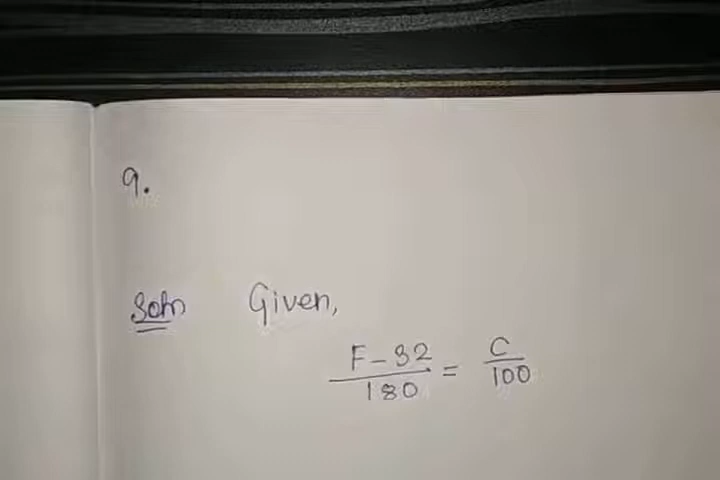 9.
Soln Given,
F-32 / 180 = C / 100